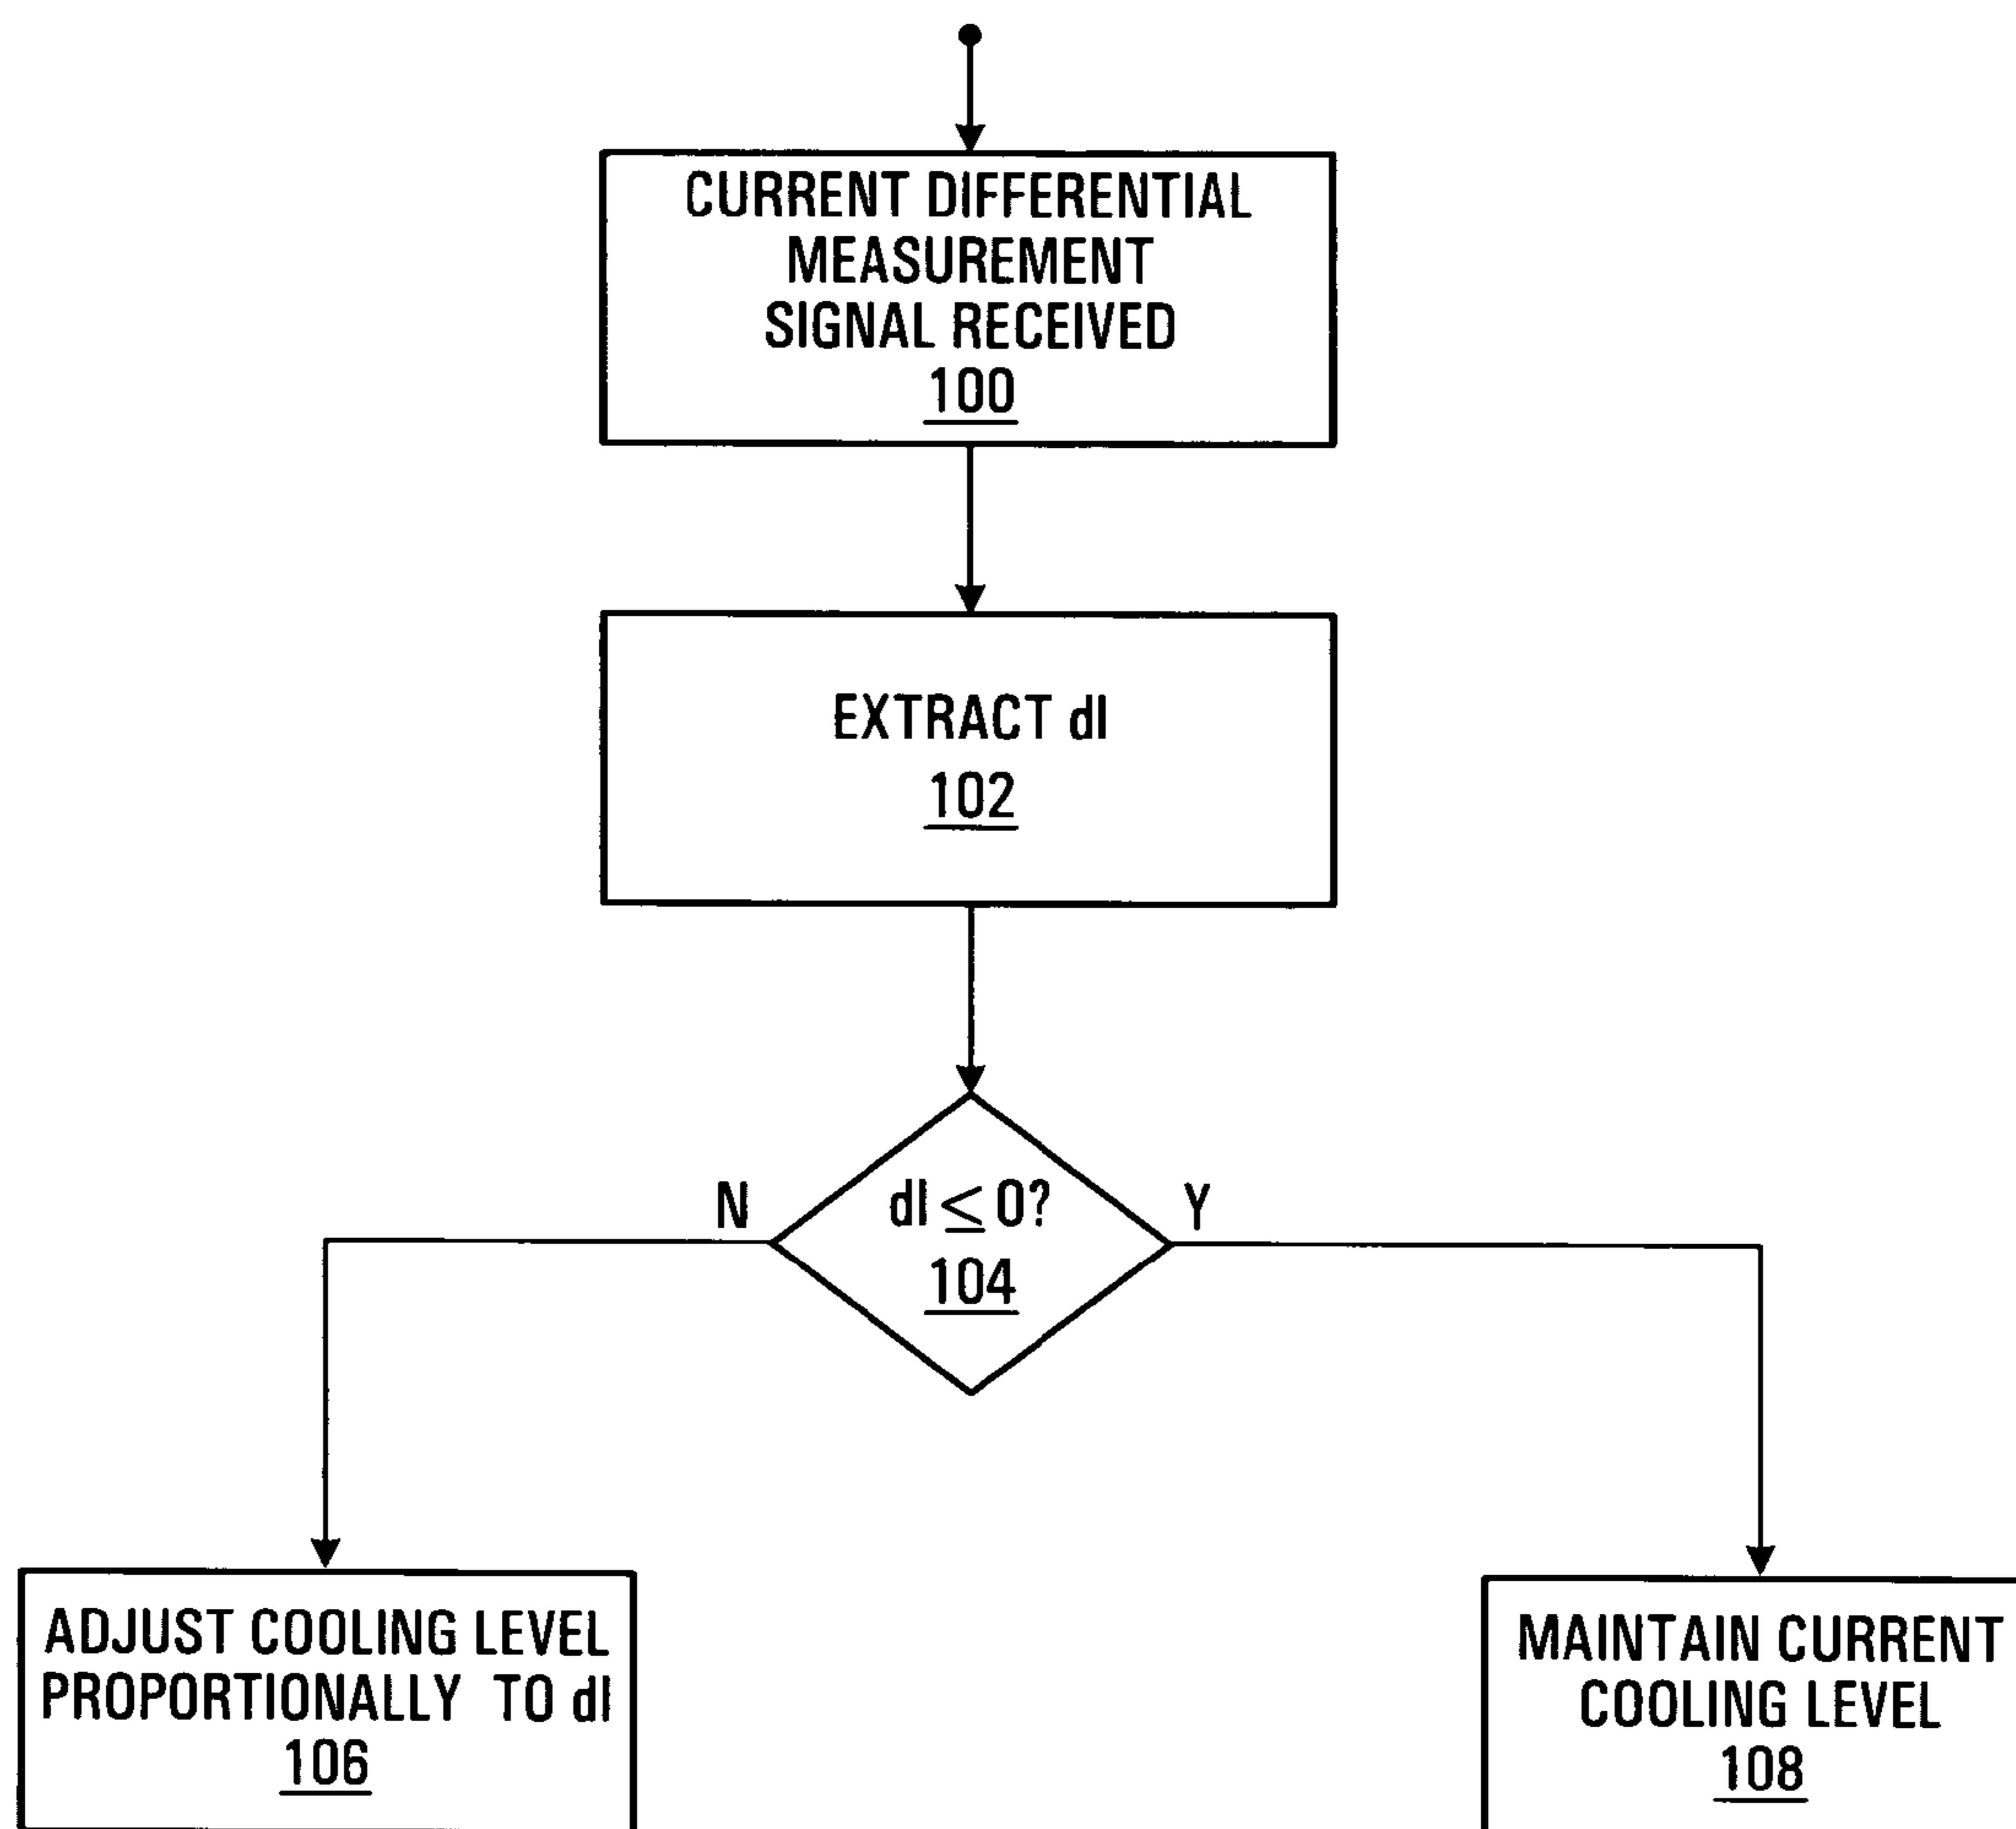 CURRENT DIFFERENTIAL
MEASUREMENT
SIGNAL RECEIVED
100
EXTRACT dI
102
N
dI ≤ 0?
Y
104
ADJUST COOLING LEVEL
PROPORTIONALLY TO dI
106
MAINTAIN CURRENT
COOLING LEVEL
108